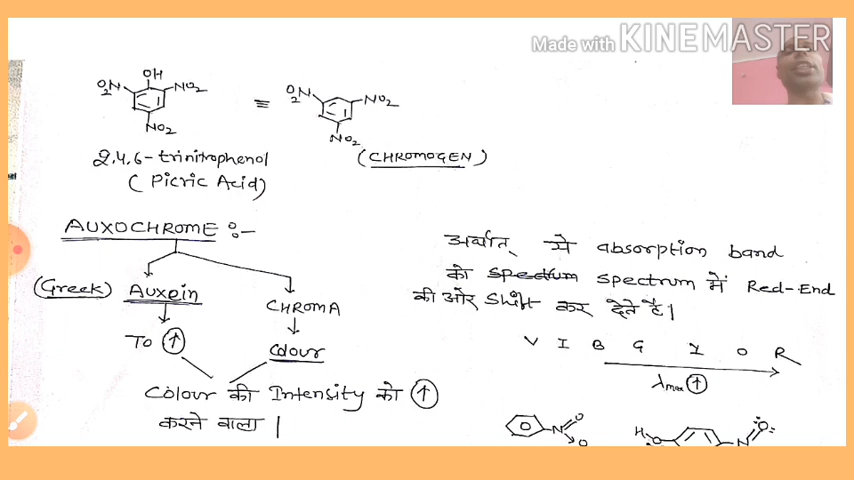 Made with KINEMASTER
OH
O2N NO2
NO2
≡
O2N NO2
NO2
2,4,6-trinitrophenol
(Picric Acid)
(CHROMOGEN)
AUXOCHROME :-
(Greek) Auxein
CHROMA
To ↑
Colour
Colour की Intensity को ↑
करने वाला |
अर्थात् ये absorption band
को spectrum spectrum में Red-End
की ओर Shift कर देते है|
V I B G Y O R
λmax ↑
N O
O
H O N O